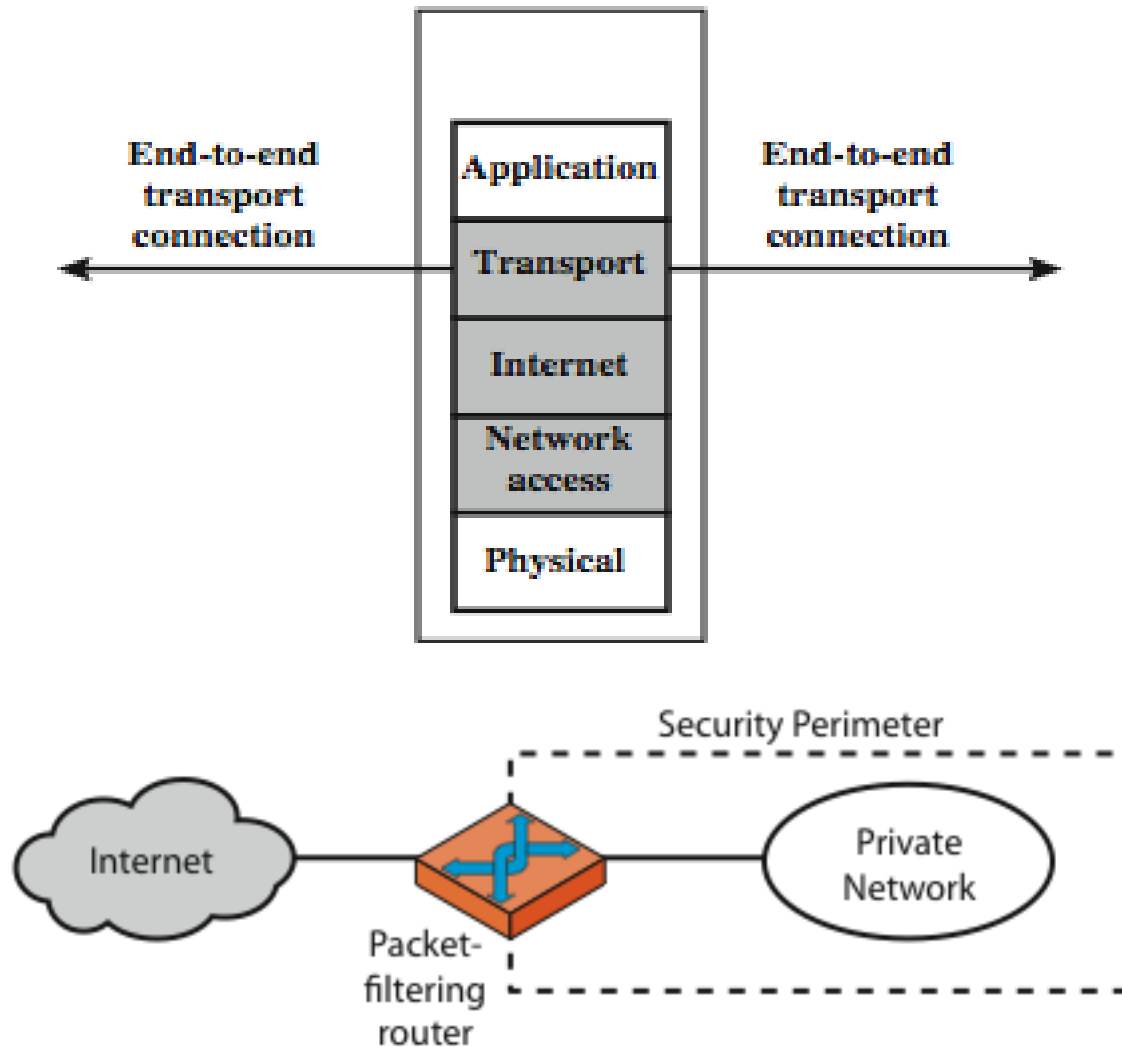 End-to-end
transport
connection
End-to-end
transport
connection
Application
Transport
Internet
Network
access
Physical
Security Perimeter
Internet
Private
Network
Packet-
filtering
router